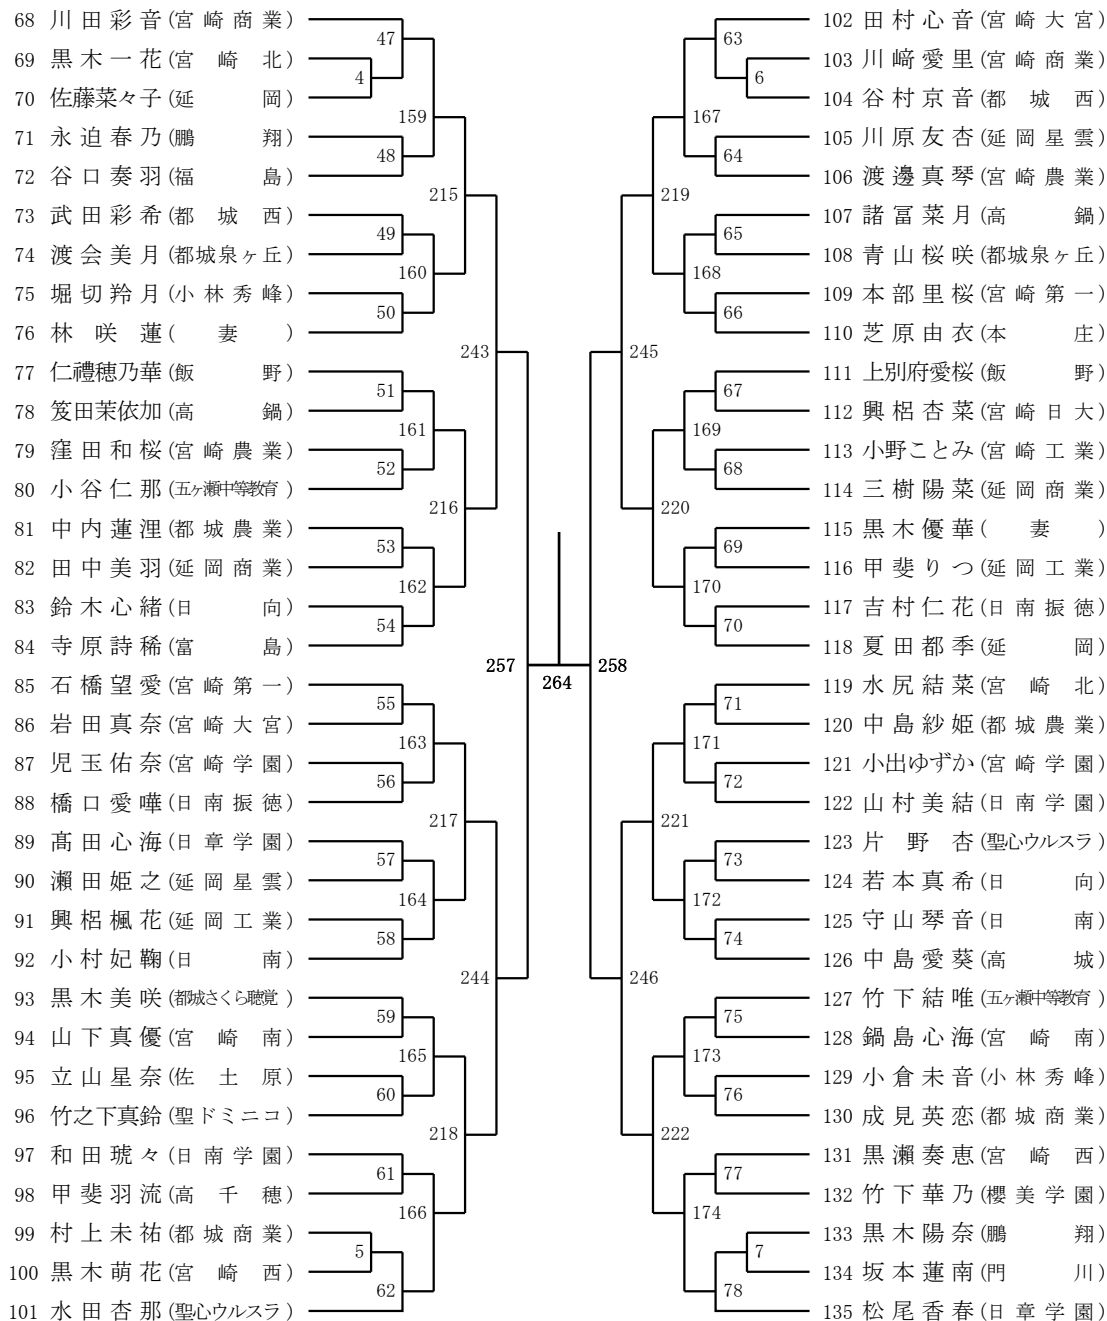 68 川田彩音(宮崎商業)
69 黒木一花(宮崎北)
70 佐藤菜々子(延岡)
71 永迫春乃(鵬翔)
72 谷口奏羽(福島)
73 武田彩希(都城西)
74 渡会美月(都城泉ヶ丘)
75 堀切羚月(小林秀峰)
76 林咲蓮(妻)
77 仁禮穂乃華(飯野)
78 笈田茉依加(高鍋)
79 窪田和桜(宮崎農業)
80 小谷仁那(五ヶ瀬中等教育)
81 中内蓮浬(都城農業)
82 田中美羽(延岡商業)
83 鈴木心緒(日向)
84 寺原詩稀(富島)
85 石橋望愛(宮崎第一)
86 岩田真奈(宮崎大宮)
87 児玉佑奈(宮崎学園)
88 橋口愛嘩(日南振徳)
89 髙田心海(日章学園)
90 瀬田姫之(延岡星雲)
91 興梠楓花(延岡工業)
92 小村妃鞠(日南)
93 黒木美咲(都城さくら聴覚)
94 山下真優(宮崎南)
95 立山星奈(佐土原)
96 竹之下真鈴(聖ドミニコ)
97 和田琥々(日南学園)
98 甲斐羽流(高千穂)
99 村上未祐(都城商業)
100 黒木萌花(宮崎西)
101 水田杏那(聖心ウルスラ)
47
4
159
48
215
49
160
50
243
51
161
52
216
53
162
54
257
55
163
56
217
57
164
58
244
59
165
60
218
61
166
5
62
264
63
6
167
64
219
65
168
66
245
67
169
68
220
69
170
70
258
71
171
72
221
73
172
74
246
75
173
76
222
77
174
7
78
102 田村心音(宮崎大宮)
103 川﨑愛里(宮崎商業)
104 谷村京音(都城西)
105 川原友杏(延岡星雲)
106 渡邊真琴(宮崎農業)
107 諸冨菜月(高鍋)
108 青山桜咲(都城泉ヶ丘)
109 本部里桜(宮崎第一)
110 芝原由衣(本庄)
111 上別府愛桜(飯野)
112 興梠杏菜(宮崎日大)
113 小野ことみ(宮崎工業)
114 三樹陽菜(延岡商業)
115 黒木優華(妻)
116 甲斐りつ(延岡工業)
117 吉村仁花(日南振徳)
118 夏田都季(延岡)
119 水尻結菜(宮崎北)
120 中島紗姫(都城農業)
121 小出ゆずか(宮崎学園)
122 山村美結(日南学園)
123 片野杏(聖心ウルスラ)
124 若本真希(日向)
125 守山琴音(日南)
126 中島愛葵(高城)
127 竹下結唯(五ヶ瀬中等教育)
128 鍋島心海(宮崎南)
129 小倉未音(小林秀峰)
130 成見英恋(都城商業)
131 黒瀬奏恵(宮崎西)
132 竹下華乃(櫻美学園)
133 黒木陽奈(鵬翔)
134 坂本蓮南(門川)
135 松尾香春(日章学園)